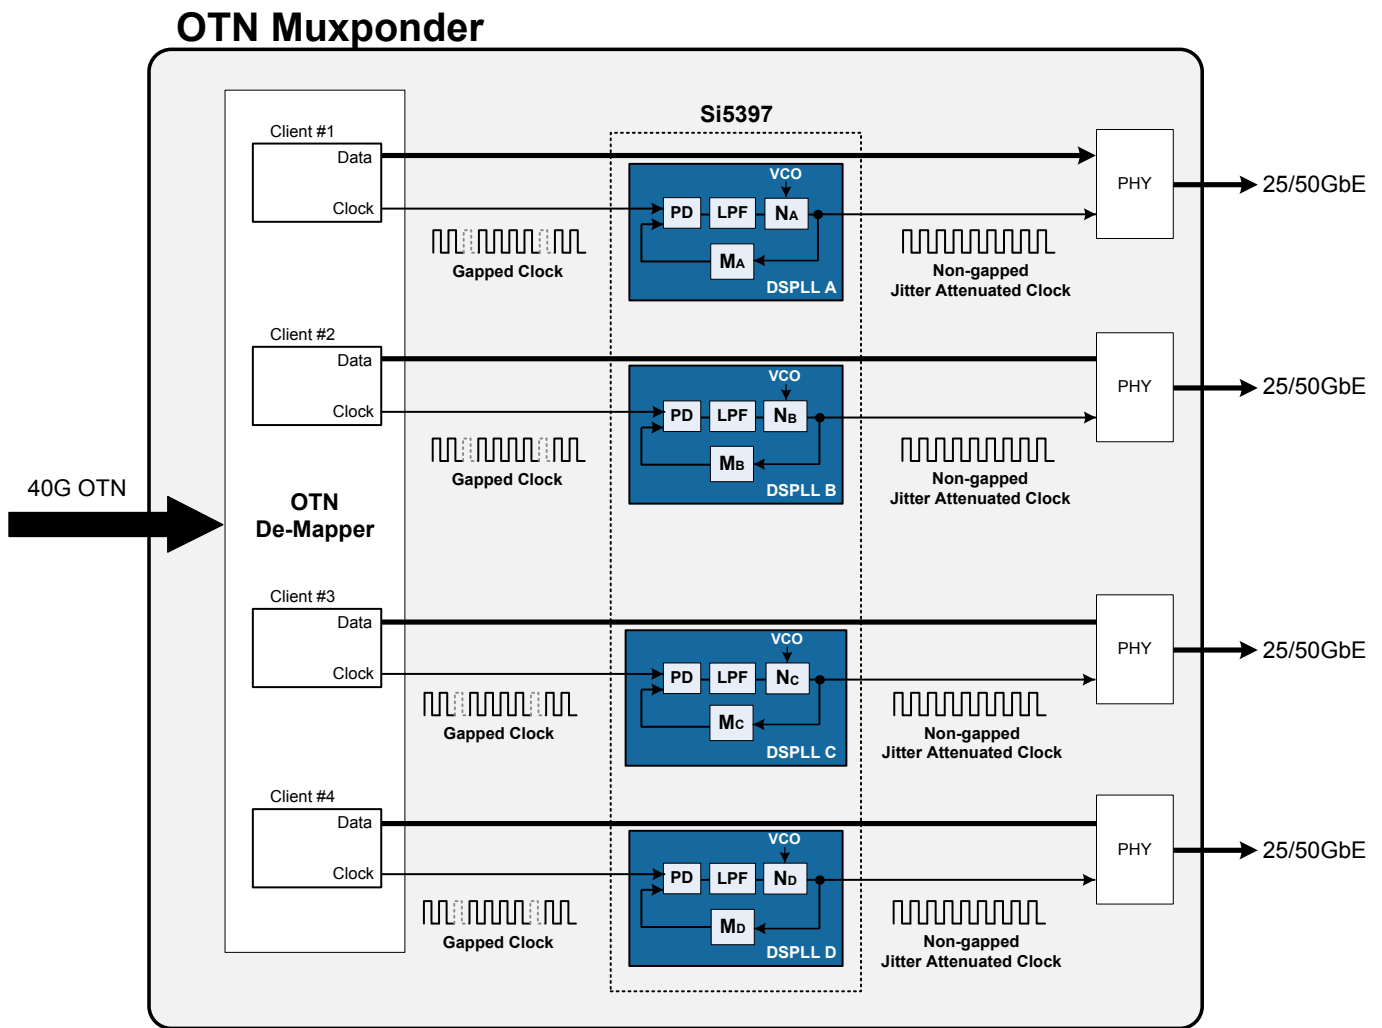 OTN Muxponder
Si5397
Client #1
Data
Clock
Gapped Clock
VCO
PD
LPF
NA
MA
DSPLL A
Non-gapped
Jitter Attenuated Clock
PHY
25/50GbE
Client #2
Data
Clock
Gapped Clock
VCO
PD
LPF
NB
MB
DSPLL B
Non-gapped
Jitter Attenuated Clock
PHY
25/50GbE
40G OTN
OTN
De-Mapper
Client #3
Data
Clock
Gapped Clock
VCO
PD
LPF
NC
MC
DSPLL C
Non-gapped
Jitter Attenuated Clock
PHY
25/50GbE
Client #4
Data
Clock
Gapped Clock
VCO
PD
LPF
ND
MD
DSPLL D
Non-gapped
Jitter Attenuated Clock
PHY
25/50GbE